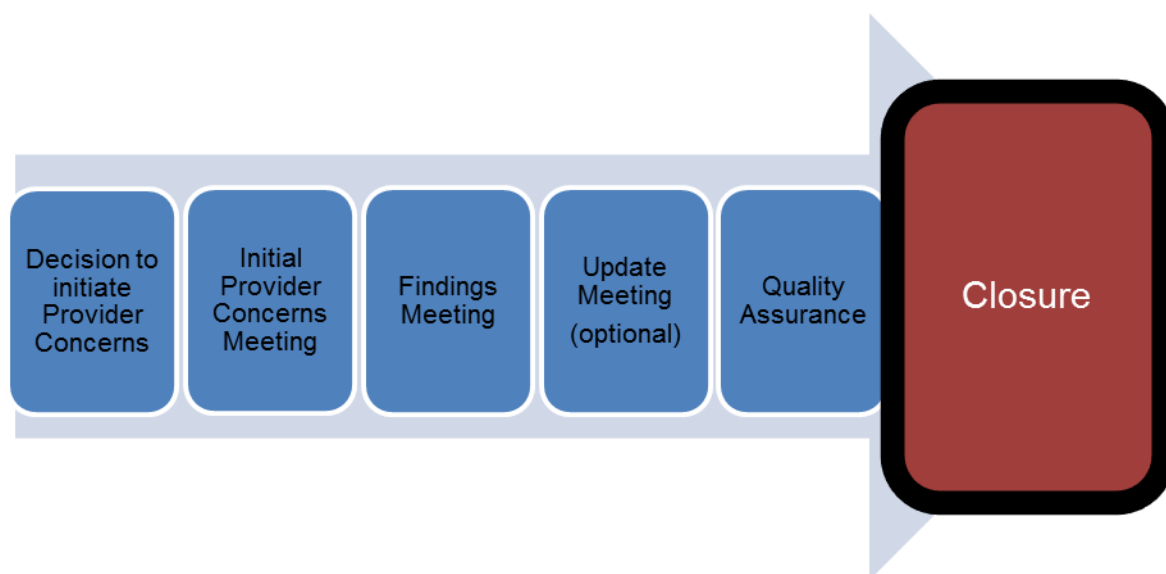 Decision to
initiate
Provider
Concerns
Initial
Provider
Concerns
Meeting
Findings
Meeting
Update
Meeting
(optional)
Quality
Assurance
Closure